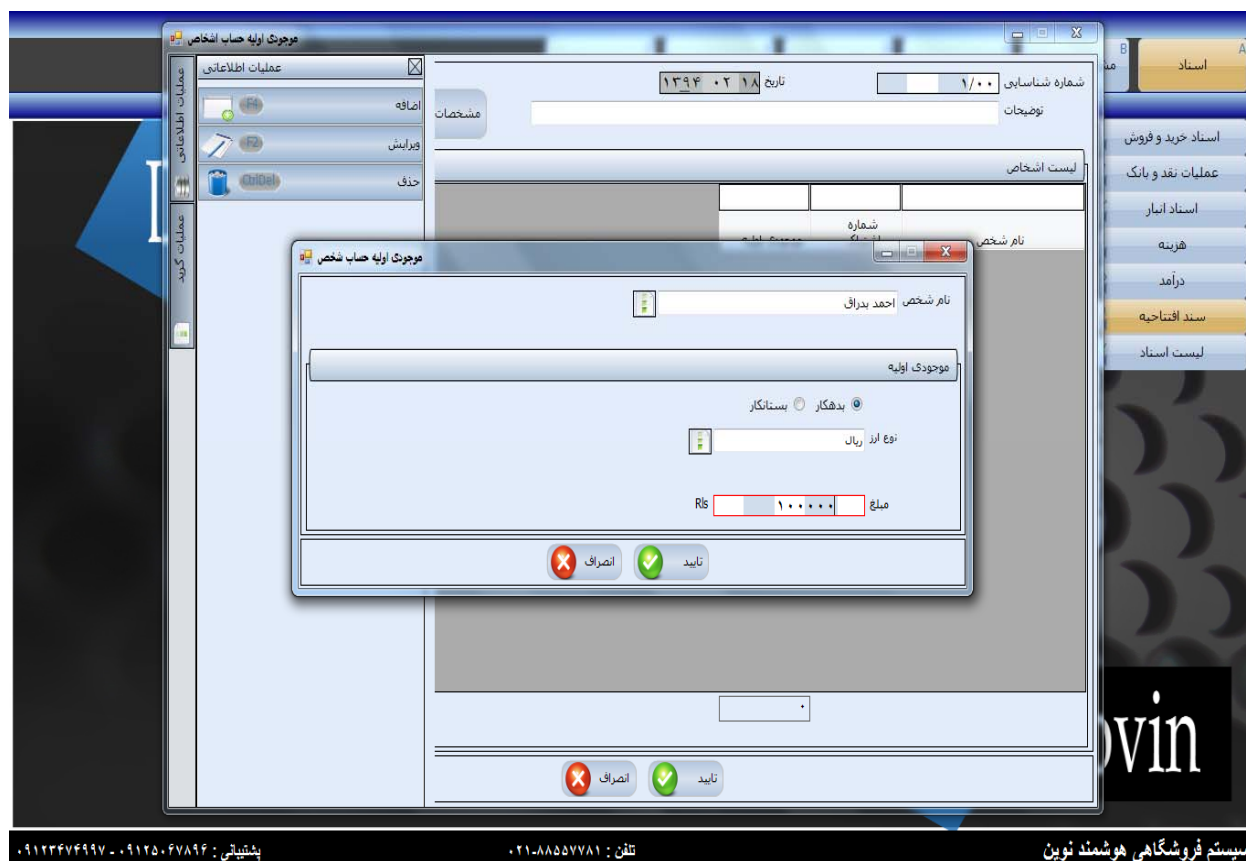 موجودی اولیه حساب اشخاص
A
اسناد
B
اسناد خرید و فروش
عملیات نقد و بانک
اسناد انبار
هزینه
درآمد
سند افتتاحیه
لیست اسناد
شماره شناسایی ۱/۰۰
تاریخ ۱۸ ۰۲ ۱۳۹۴
توضیحات
مشخصات
لیست اشخاص
نام شخص
شماره
عملیات اطلاعاتی
اضافه F4
ویرایش F2
حذف CtrlDel
عملیات اطلاعاتی
عملیات گرید
موجودی اولیه حساب شخص
نام شخص احمد بدراق
موجودی اولیه
بدهکار بستانکار
نوع ارز ریال
مبلغ ۱۰۰۰۰۰ Rls
تایید انصراف
۰
تایید انصراف
ovin
سیستم فروشگاهی هوشمند نوین
تلفن : ۰۲۱-۸۸۵۵۷۷۸۱
پشتیبانی : ۰۹۱۲۵۰۶۷۸۹۶ - ۰۹۱۲۳۴۷۴۹۹۷